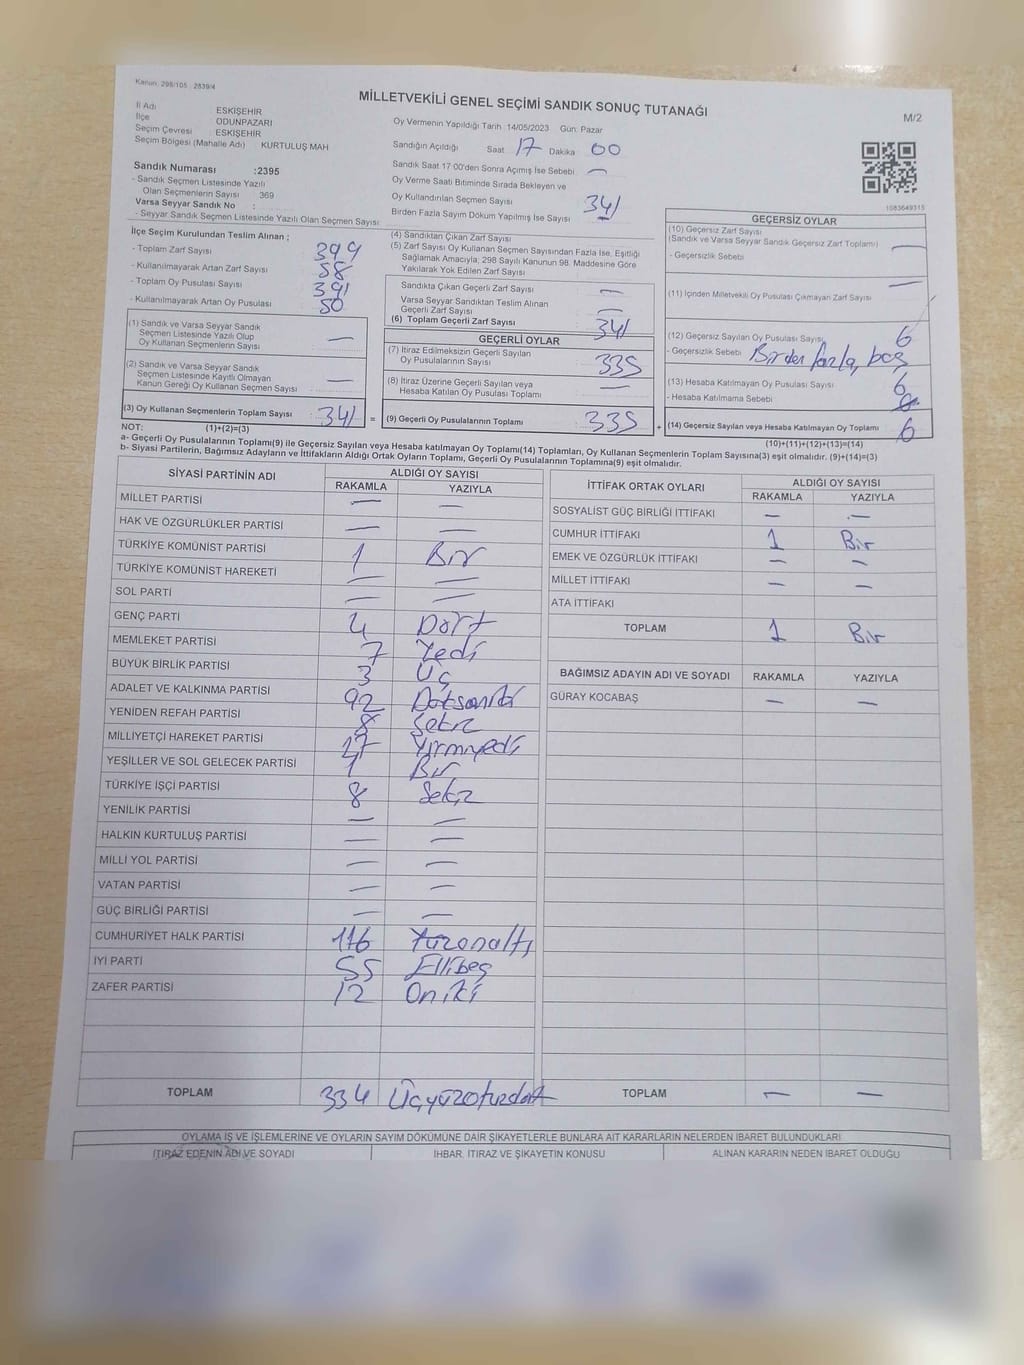 Kanun: 298/105 , 2839/4
MİLLETVEKİLİ GENEL SEÇİMİ SANDIK SONUÇ TUTANAĞI
M/2
İl Adı ESKİŞEHİR
İlçe ODUNPAZARI
Seçim Çevresi : ESKİŞEHİR
Seçim Bölgesi (Mahalle Adı) KURTULUŞ MAH
Oy Vermenin Yapıldığı Tarih :14/05/2023 Gün: Pazar
Sandığın Açıldığı Saat 17 Dakika 00
Sandık Saat 17:00'den Sonra Açımış İse Sebebi —
Oy Verme Saati Bitiminde Sırada Bekleyen ve
Oy Kullandırılan Seçmen Sayısı 341
Birden Fazla Sayım Döküm Yapılmış İse Sayısı —
1083649315
Sandık Numarası :2395
- Sandık Seçmen Listesinde Yazılı
Olan Seçmenlerin Sayısı : 369
Varsa Seyyar Sandık No :
- Seyyar Sandık Seçmen Listesinde Yazılı Olan Seçmen Sayısı:
İlçe Seçim Kurulundan Teslim Alınan ;
- Toplam Zarf Sayısı 399
- Kullanılmayarak Artan Zarf Sayısı 58
- Toplam Oy Pusulası Sayısı 391
- Kullanılmayarak Artan Oy Pusulası 50
(1) Sandık ve Varsa Seyyar Sandık
Seçmen Listesinde Yazılı Olup
Oy Kullanan Seçmenlerin Sayısı —
(2) Sandık ve Varsa Seyyar Sandık
Seçmen Listesinde Kayıtlı Olmayan
Kanun Gereği Oy Kullanan Seçmen Sayısı —
(3) Oy Kullanan Seçmenlerin Toplam Sayısı 341 =
(1)+(2)=(3)
(4) Sandıktan Çıkan Zarf Sayısı
(5) Zarf Sayısı Oy Kullanan Seçmen Sayısından Fazla İse, Eşitliği
Sağlamak Amacıyla, 298 Sayılı Kanunun 98. Maddesine Göre
Yakılarak Yok Edilen Zarf Sayısı
Sandıkta Çıkan Geçerli Zarf Sayısı —
Varsa Seyyar Sandıktan Teslim Alınan
Geçerli Zarf Sayısı —
(6) Toplam Geçerli Zarf Sayısı 341
GEÇERLİ OYLAR
(7) İtiraz Edilmeksizin Geçerli Sayılan
Oy Pusulalarının Sayısı 335
(8) İtiraz Üzerine Geçerli Sayılan veya
Hesaba Katılan Oy Pusulası Toplamı —
(9) Geçerli Oy Pusulalarının Toplamı 335 +
GEÇERSİZ OYLAR
(10) Geçersiz Zarf Sayısı
(Sandık ve Varsa Seyyar Sandık Geçersiz Zarf Toplamı) —
- Geçersizlik Sebebi
(11) İçinden Milletvekili Oy Pusulası Çıkmayan Zarf Sayısı —
(12) Geçersiz Sayılan Oy Pusulası Sayısı 6
- Geçersizlik Sebebi Birden fazla, boş
(13) Hesaba Katılmayan Oy Pusulası Sayısı 6
- Hesaba Katılmama Sebebi
(14) Geçersiz Sayılan veya Hesaba Katılmayan Oy Toplamı 6
(10)+(11)+(12)+(13)=(14)
NOT:
a- Geçerli Oy Pusulalarının Toplamı(9) ile Geçersiz Sayılan veya Hesaba katılmayan Oy Toplamı(14) Toplamları, Oy Kullanan Seçmenlerin Toplam Sayısına(3) eşit olmalıdır. (9)+(14)=(3)
b- Siyasi Partilerin, Bağımsız Adayların ve İttifakların Aldığı Ortak Oyların Toplamı, Geçerli Oy Pusulalarının Toplamına(9) eşit olmalıdır.
SİYASİ PARTİNİN ADI ALDIĞI OY SAYISI
RAKAMLA YAZIYLA
MİLLET PARTİSİ — —
HAK VE ÖZGÜRLÜKLER PARTİSİ — —
TÜRKİYE KOMÜNİST PARTİSİ 1 Bir
TÜRKİYE KOMÜNİST HAREKETİ — —
SOL PARTİ — —
GENÇ PARTİ 4 Dört
MEMLEKET PARTİSİ 7 Yedi
BÜYÜK BİRLİK PARTİSİ 3 Üç
ADALET VE KALKINMA PARTİSİ 92
YENİDEN REFAH PARTİSİ 8 Sekiz
MİLLİYETÇİ HAREKET PARTİSİ 27 Yirmiyedi
YEŞİLLER VE SOL GELECEK PARTİSİ 1 Bir
TÜRKİYE İŞÇİ PARTİSİ 8 Sekiz
YENİLİK PARTİSİ — —
HALKIN KURTULUŞ PARTİSİ — —
MİLLİ YOL PARTİSİ — —
VATAN PARTİSİ — —
GÜÇ BİRLİĞİ PARTİSİ — —
CUMHURİYET HALK PARTİSİ 116 Yüzonaltı
İYİ PARTİ 55 Ellibeş
ZAFER PARTİSİ 12 Oniki
TOPLAM 334 Üçyüzotuzdört
İTTİFAK ORTAK OYLARI ALDIĞI OY SAYISI
RAKAMLA YAZIYLA
SOSYALİST GÜÇ BİRLİĞİ İTTİFAKI — —
CUMHUR İTTİFAKI 1 Bir
EMEK VE ÖZGÜRLÜK İTTİFAKI — —
MİLLET İTTİFAKI — —
ATA İTTİFAKI
TOPLAM 1 Bir
BAĞIMSIZ ADAYIN ADI VE SOYADI RAKAMLA YAZIYLA
GÜRAY KOCABAŞ — —
TOPLAM — —
OYLAMA İŞ VE İŞLEMLERİNE VE OYLARIN SAYIM DÖKÜMÜNE DAİR ŞİKAYETLERLE BUNLARA AİT KARARLARIN NELERDEN İBARET BULUNDUKLARI
İTİRAZ EDENİN ADI VE SOYADI İHBAR, İTİRAZ VE ŞİKAYETİN KONUSU ALINAN KARARIN NEDEN İBARET OLDUĞU